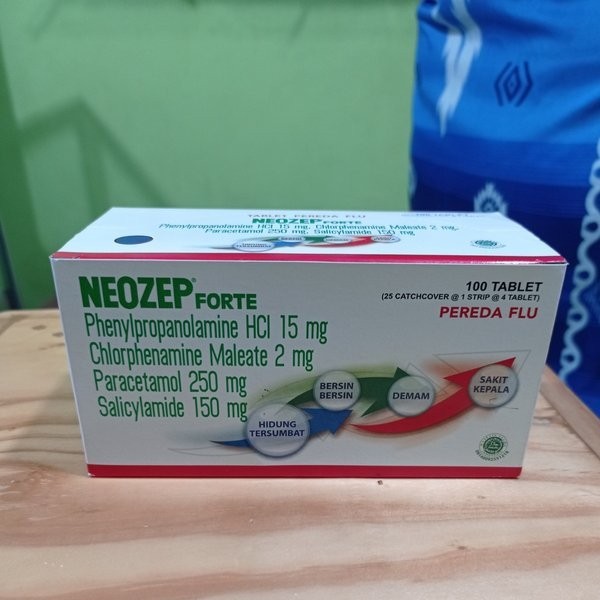 TABLET PEREDA FLU
NEOZEP FORTE
Phenylpropanolamine HCl 15 mg, Chlorphenamine Maleate 2 mg,
Paracetamol 250 mg, Salicylamide 150 mg
NEOZEP® FORTE
Phenylpropanolamine HCl 15 mg
Chlorphenamine Maleate 2 mg
Paracetamol 250 mg
Salicylamide 150 mg
100 TABLET
(25 CATCHCOVER @ 1 STRIP @ 4 TABLET)
PEREDA FLU
HIDUNG
TERSUMBAT
BERSIN
BERSIN
DEMAM
SAKIT
KEPALA